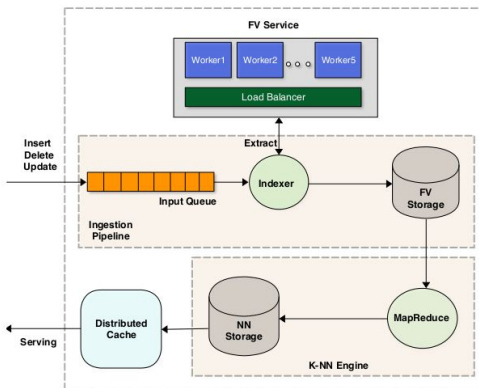 FV Service
Worker1
Worker2
Worker5
Load Balancer
Insert
Delete
Update
Extract
Input Queue
Indexer
FV
Storage
Ingestion
Pipeline
Serving
Distributed
Cache
NN
Storage
MapReduce
K-NN Engine